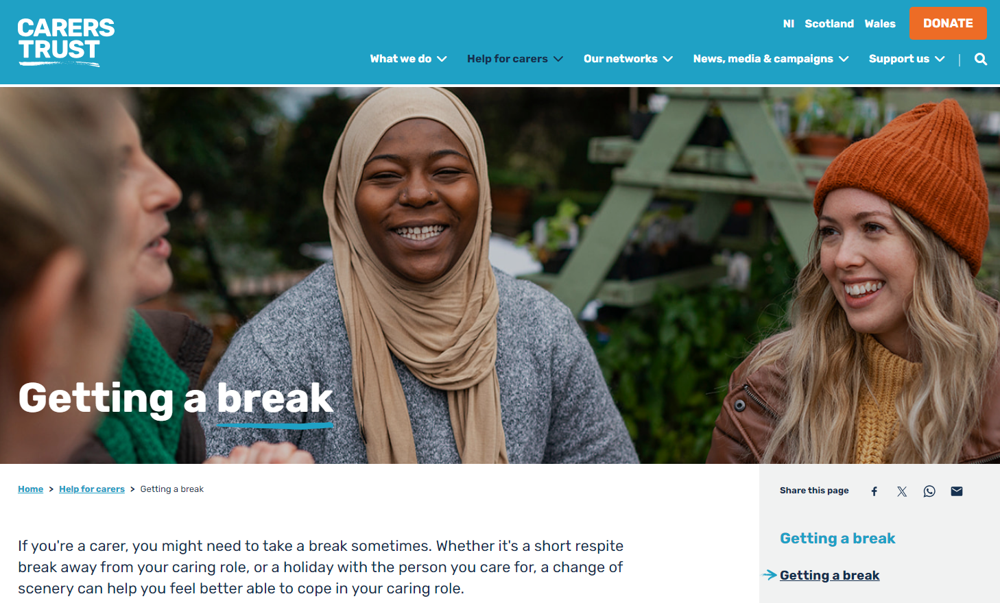 CARERS
TRUST
NI Scotland Wales DONATE
What we do Help for carers Our networks News, media & campaigns Support us
Getting a break
Home > Help for carers > Getting a break
Share this page
If you're a carer, you might need to take a break sometimes. Whether it's a short respite
break away from your caring role, or a holiday with the person you care for, a change of
scenery can help you feel better able to cope in your caring role.
Getting a break
Getting a break